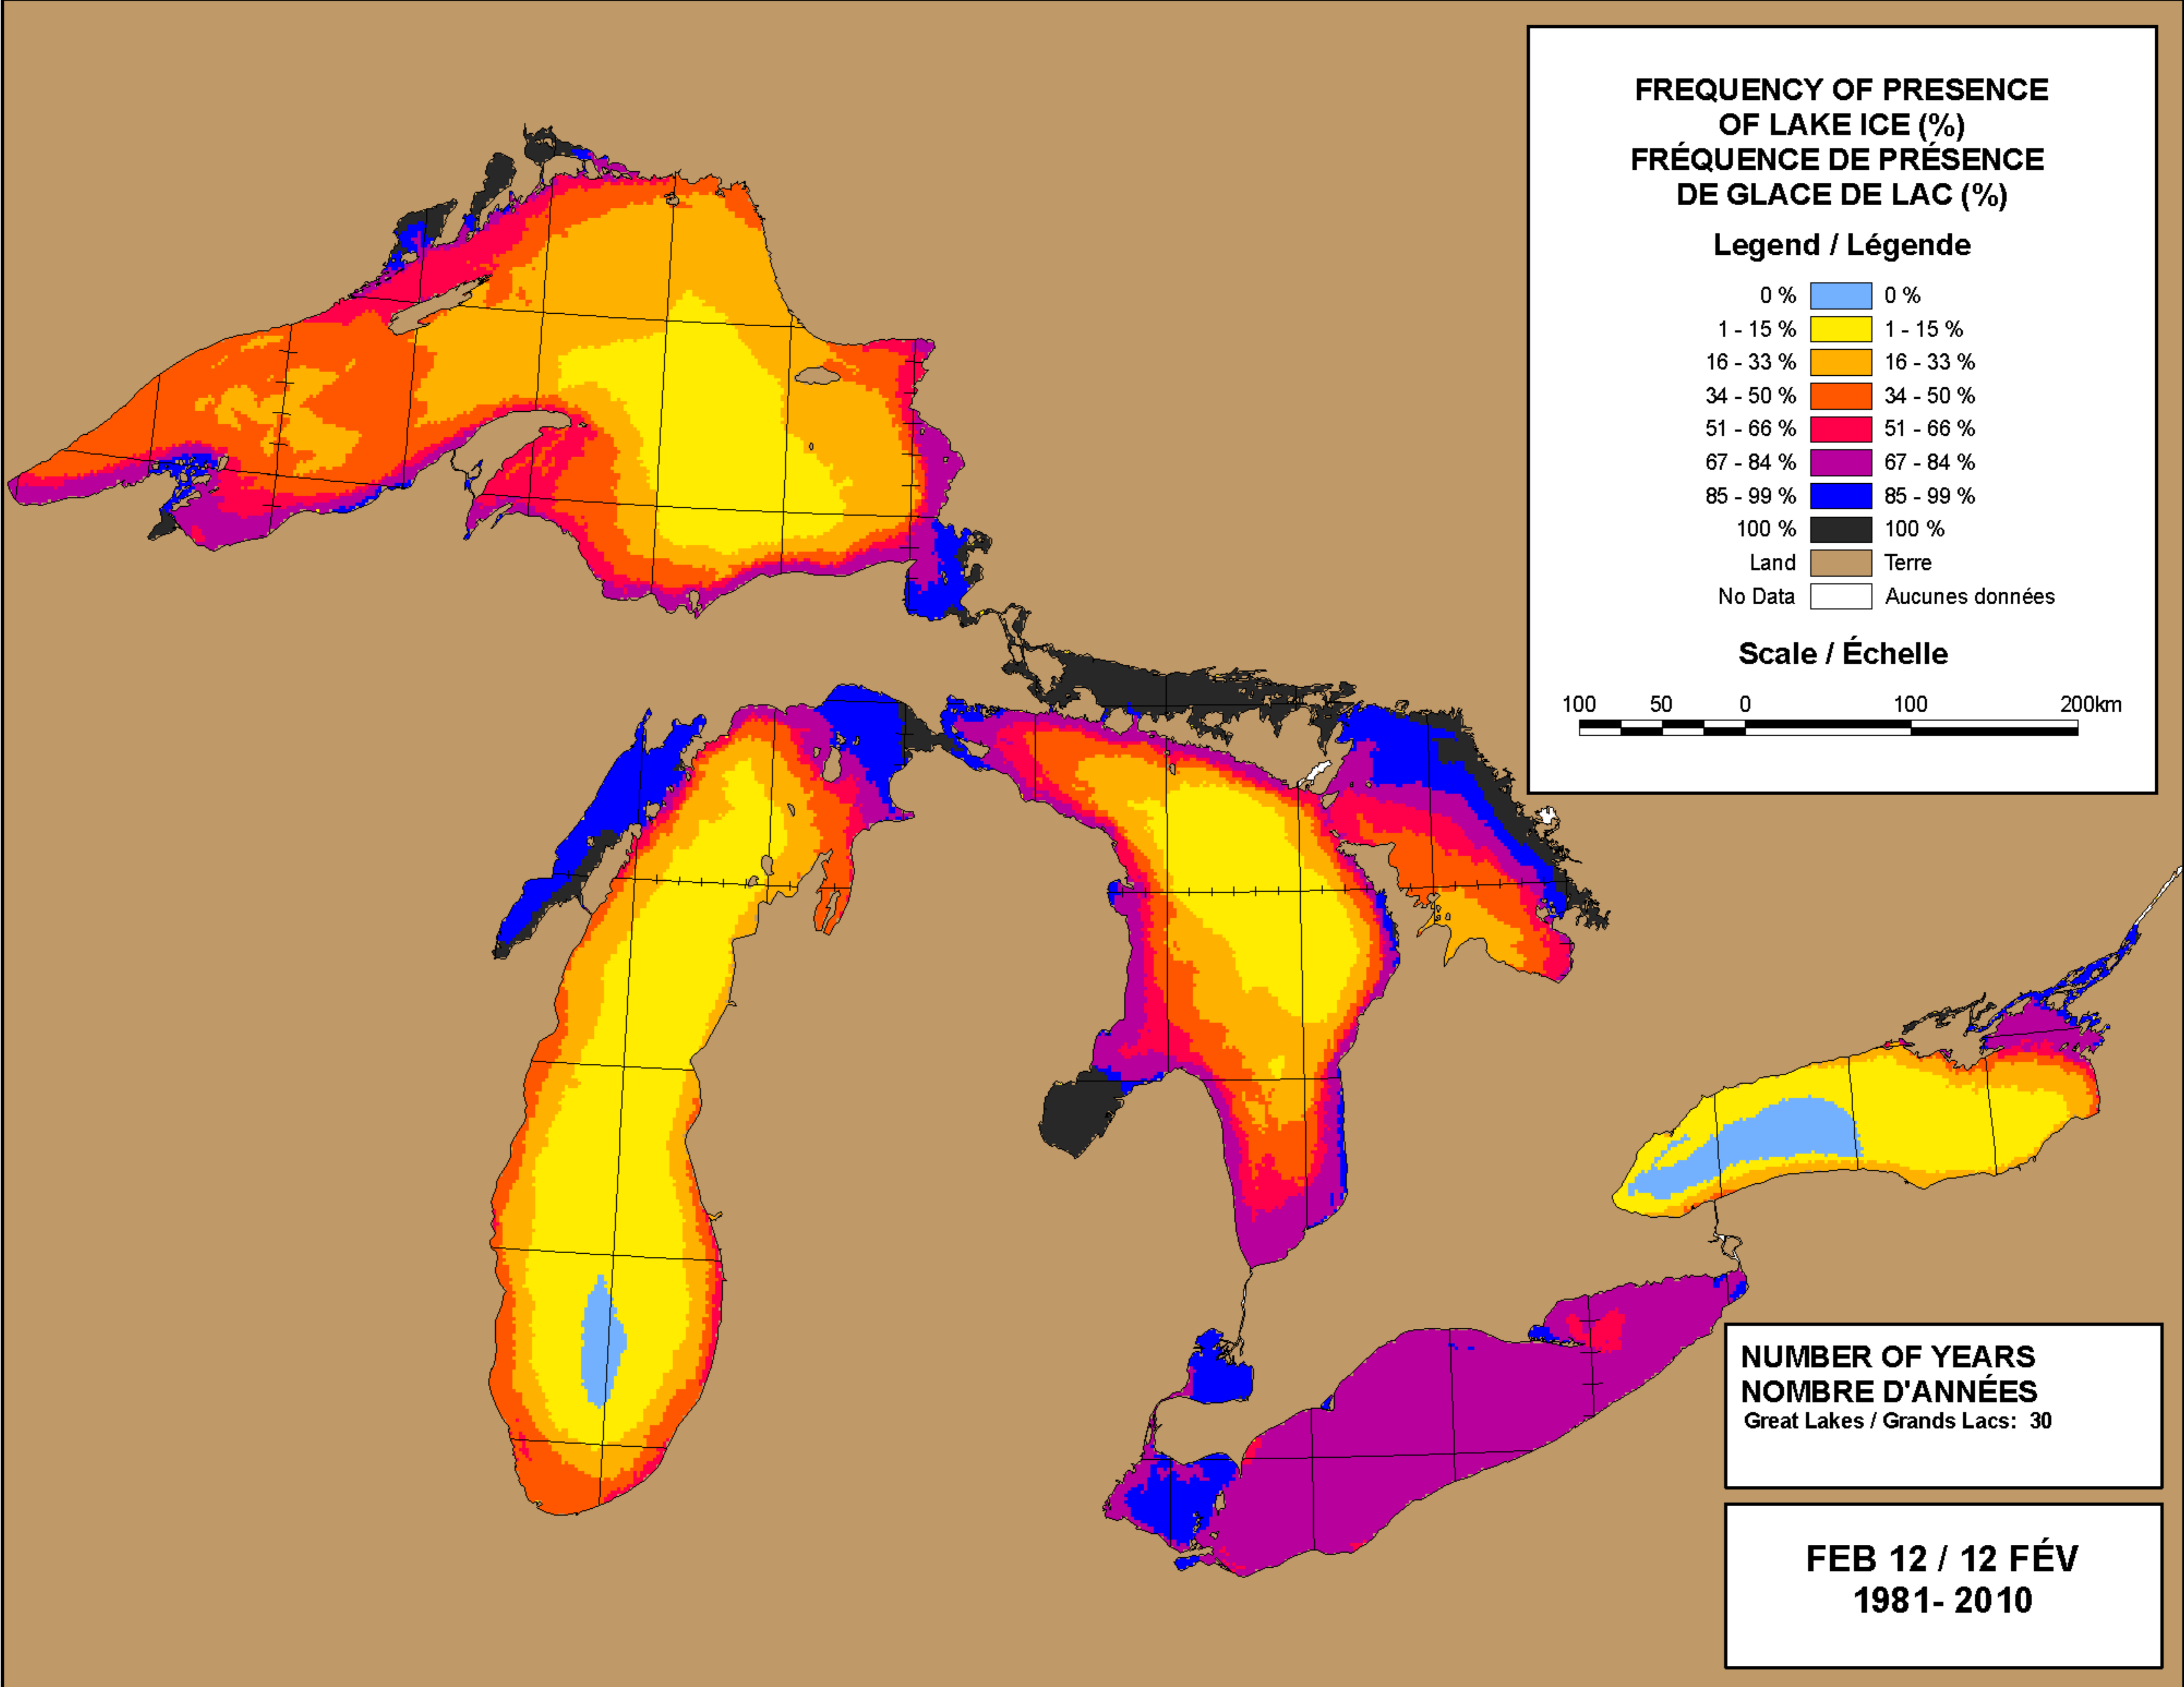 FREQUENCY OF PRESENCE
OF LAKE ICE (%)
FRÉQUENCE DE PRÉSENCE
DE GLACE DE LAC (%)
Legend / Légende
0 % 0 %
1 - 15 % 1 - 15 %
16 - 33 % 16 - 33 %
34 - 50 % 34 - 50 %
51 - 66 % 51 - 66 %
67 - 84 % 67 - 84 %
85 - 99 % 85 - 99 %
100 % 100 %
Land Terre
No Data Aucunes données
Scale / Échelle
100 50 0 100 200km
NUMBER OF YEARS
NOMBRE D'ANNÉES
Great Lakes / Grands Lacs: 30
FEB 12 / 12 FÉV
1981- 2010